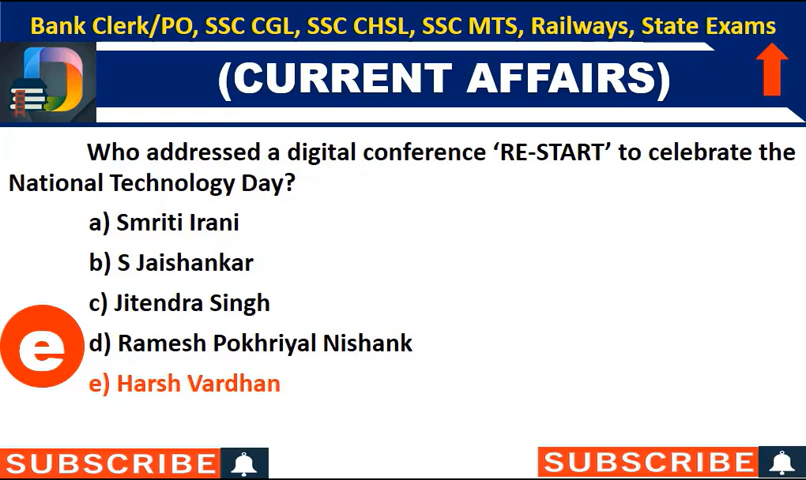 Bank Clerk/PO, SSC CGL, SSC CHSL, SSC MTS, Railways, State Exams
(CURRENT AFFAIRS)
Who addressed a digital conference ‘RE-START’ to celebrate the
National Technology Day?
a) Smriti Irani
b) S Jaishankar
c) Jitendra Singh
d) Ramesh Pokhriyal Nishank
e
e) Harsh Vardhan
SUBSCRIBE
SUBSCRIBE